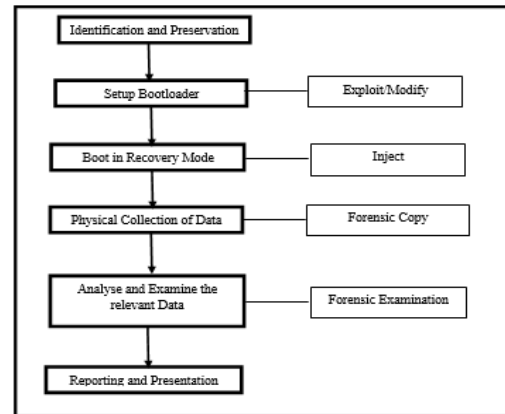 Identification and Preservation
Setup Bootloader
Exploit/Modify
Boot in Recovery Mode
Inject
Physical Collection of Data
Forensic Copy
Analyse and Examine the
relevant Data
Forensic Examination
Reporting and Presentation